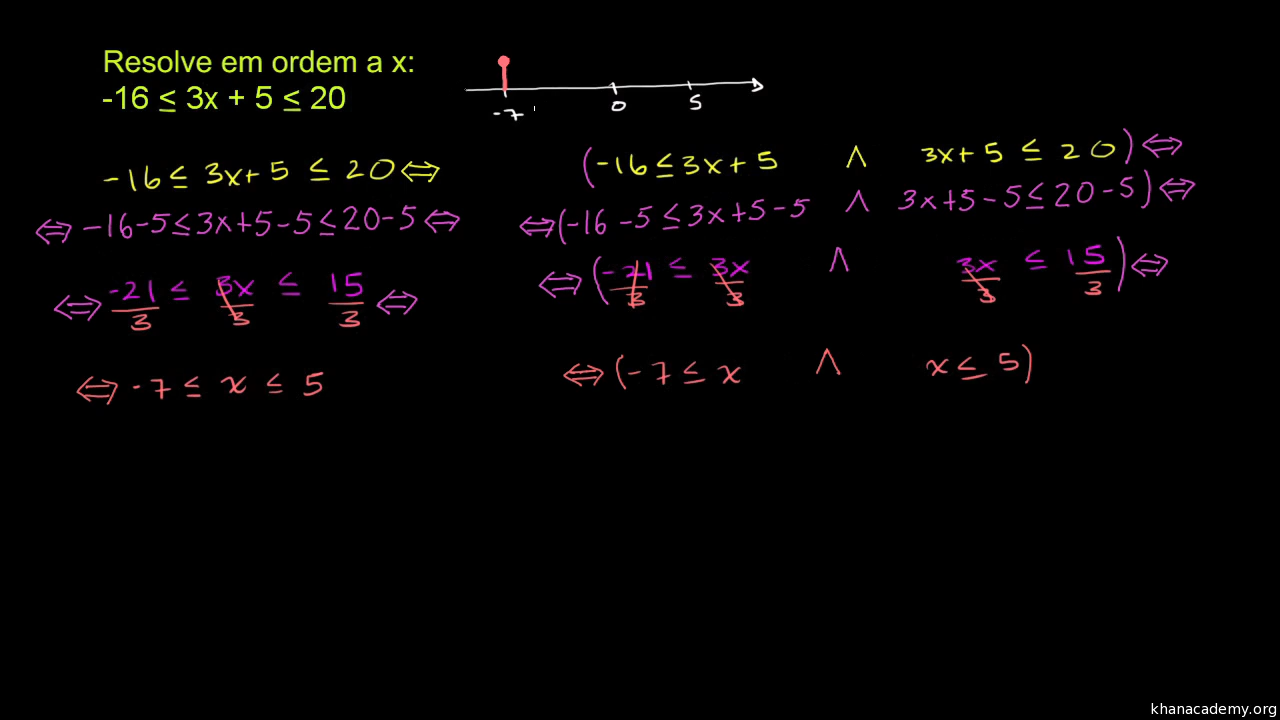 Resolve em ordem a x:
-16 ≤ 3x + 5 ≤ 20
-7 0 5
-16 ≤ 3x+5 ≤ 20 ⇔
⇔ -16-5 ≤ 3x+5-5 ≤ 20-5 ⇔
⇔ -21/3 ≤ 3x/3 ≤ 15/3 ⇔
⇔ -7 ≤ x ≤ 5
(-16 ≤ 3x + 5 ∧ 3x+5 ≤ 20) ⇔
⇔ (-16-5 ≤ 3x+5-5 ∧ 3x+5-5 ≤ 20-5) ⇔
⇔ (-21/3 ≤ 3x/3 ∧ 3x/3 ≤ 15/3) ⇔
⇔ (-7 ≤ x ∧ x ≤ 5)
khanacademy.org